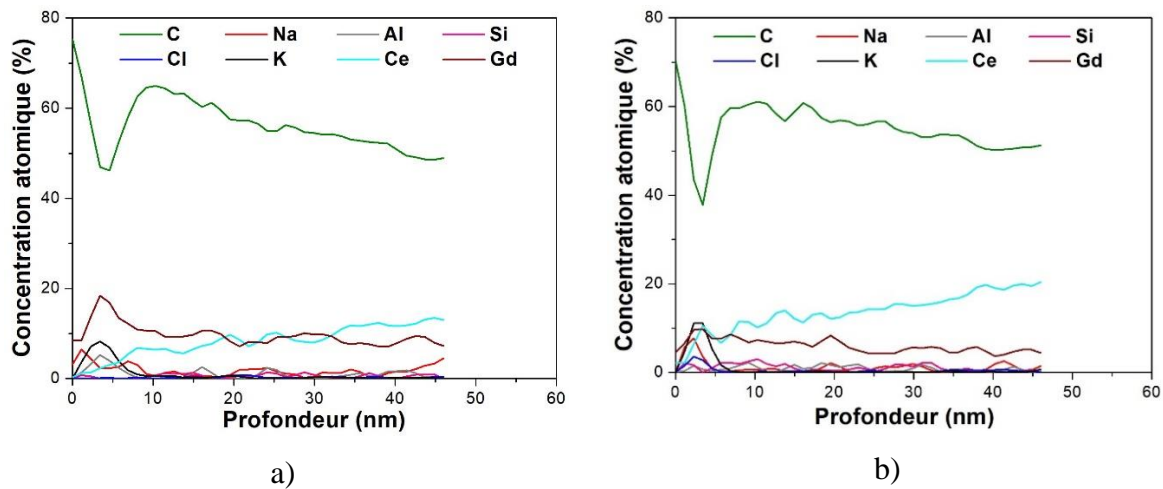 80
60
40
20
0
Concentration atomique (%)
C Na Al Si
Cl K Ce Gd
0 10 20 30 40 50 60
Profondeur (nm)
a)
80
60
40
20
0
Concentration atomique (%)
C Na Al Si
Cl K Ce Gd
0 10 20 30 40 50 60
Profondeur (nm)
b)